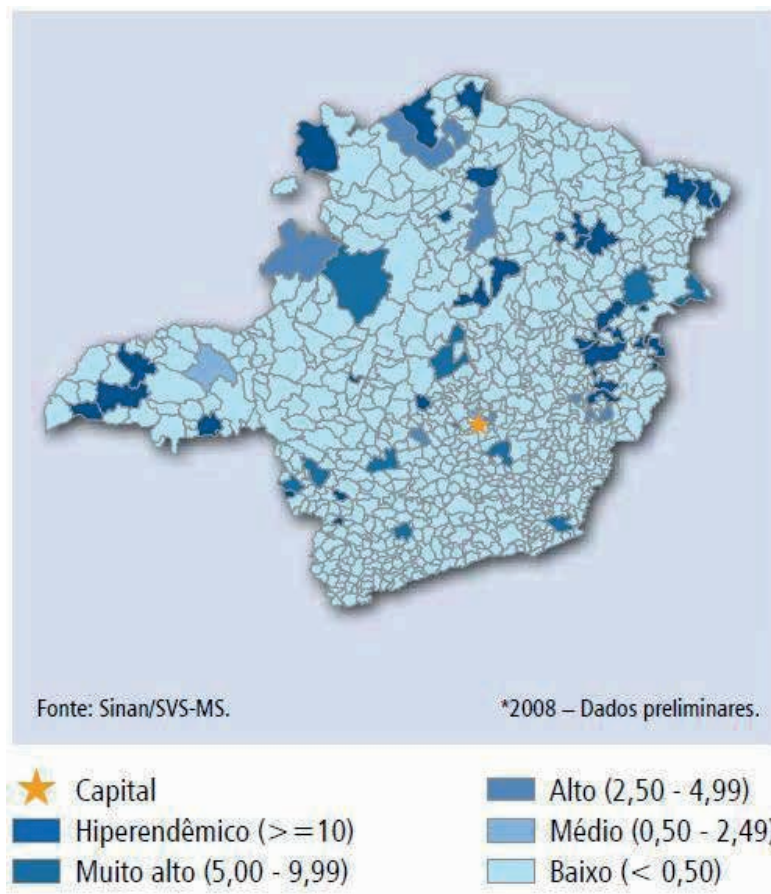 Fonte: Sinan/SVS-MS.
*2008 – Dados preliminares.
Capital
Hiperendêmico (>=10)
Muito alto (5,00 - 9,99)
Alto (2,50 - 4,99)
Médio (0,50 - 2,49)
Baixo (< 0,50)